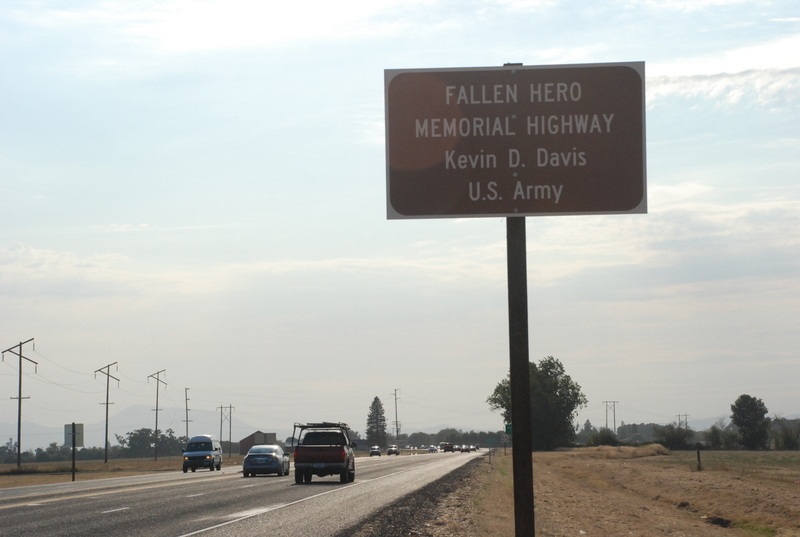 FALLEN HERO
MEMORIAL HIGHWAY
Kevin D. Davis
U.S. Army